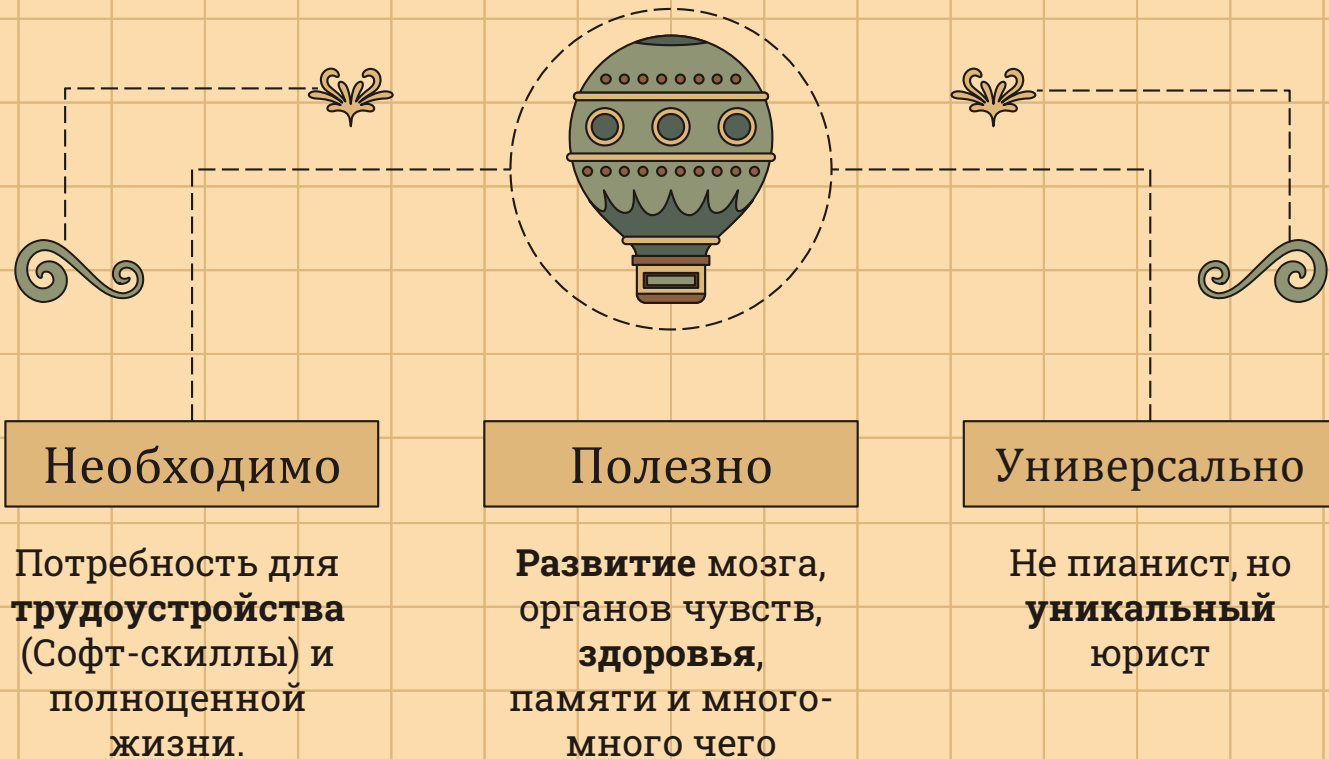 Необходимо
Потребность для
трудоустройства
(Софт-скиллы) и
полноценной
жизни.
Полезно
Развитие мозга,
органов чувств,
здоровья,
памяти и много-
много чего
Универсально
Не пианист, но
уникальный
юрист